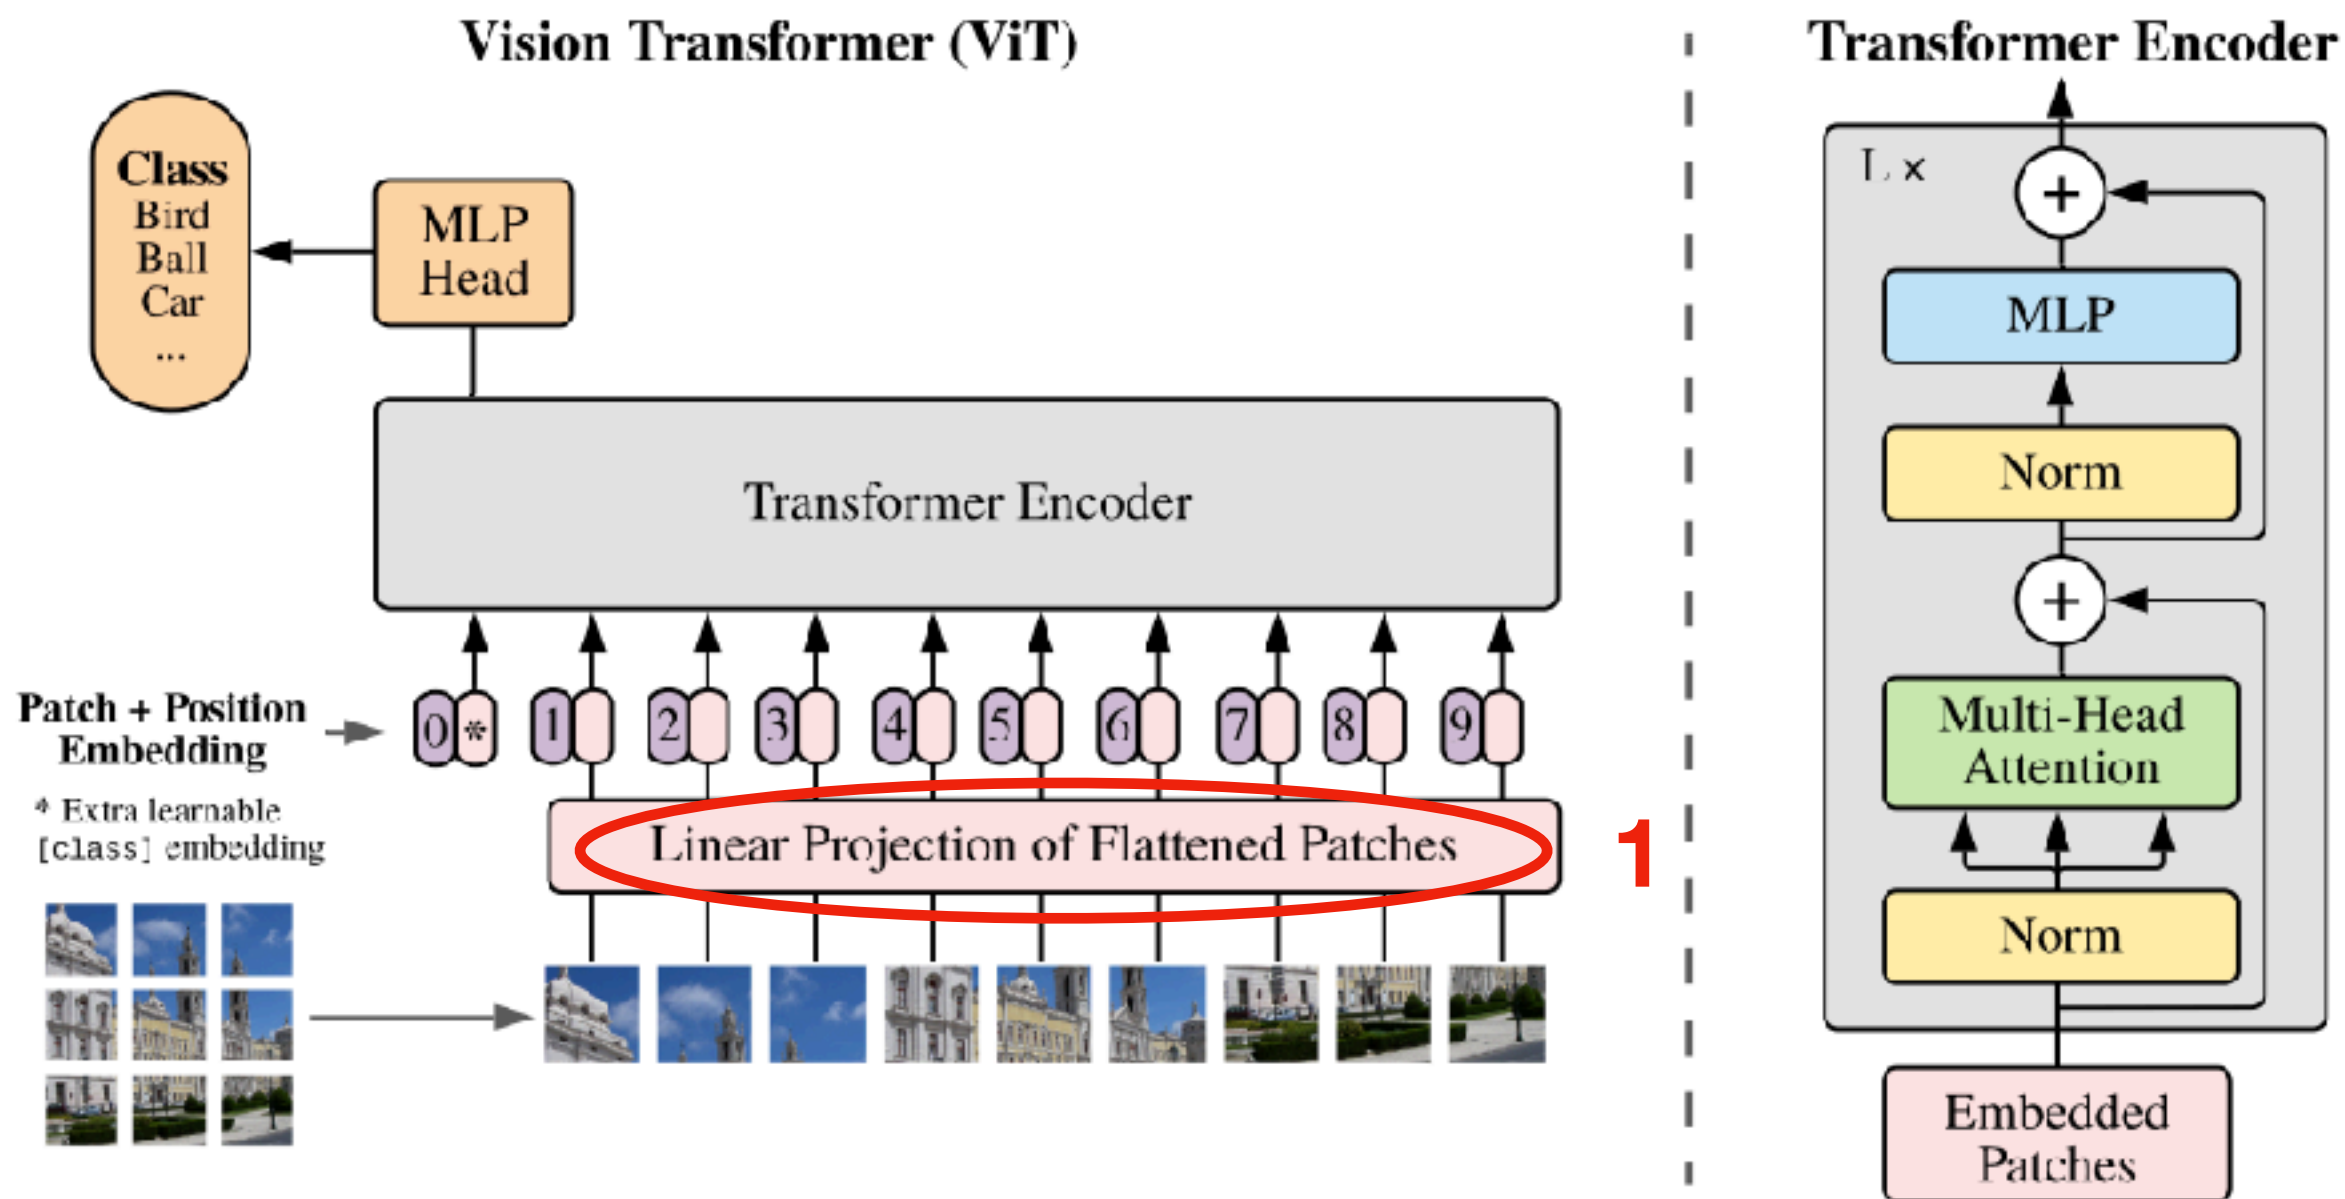 Vision Transformer (ViT)
Transformer Encoder
Class
Bird
Ball
Car
...
MLP
Head
Transformer Encoder
Patch + Position
Embedding
* Extra learnable
[class] embedding
0 * 1 2 3 4 5 6 7 8 9
Linear Projection of Flattened Patches
1
L x
+
MLP
Norm
+
Multi-Head
Attention
Norm
Embedded
Patches